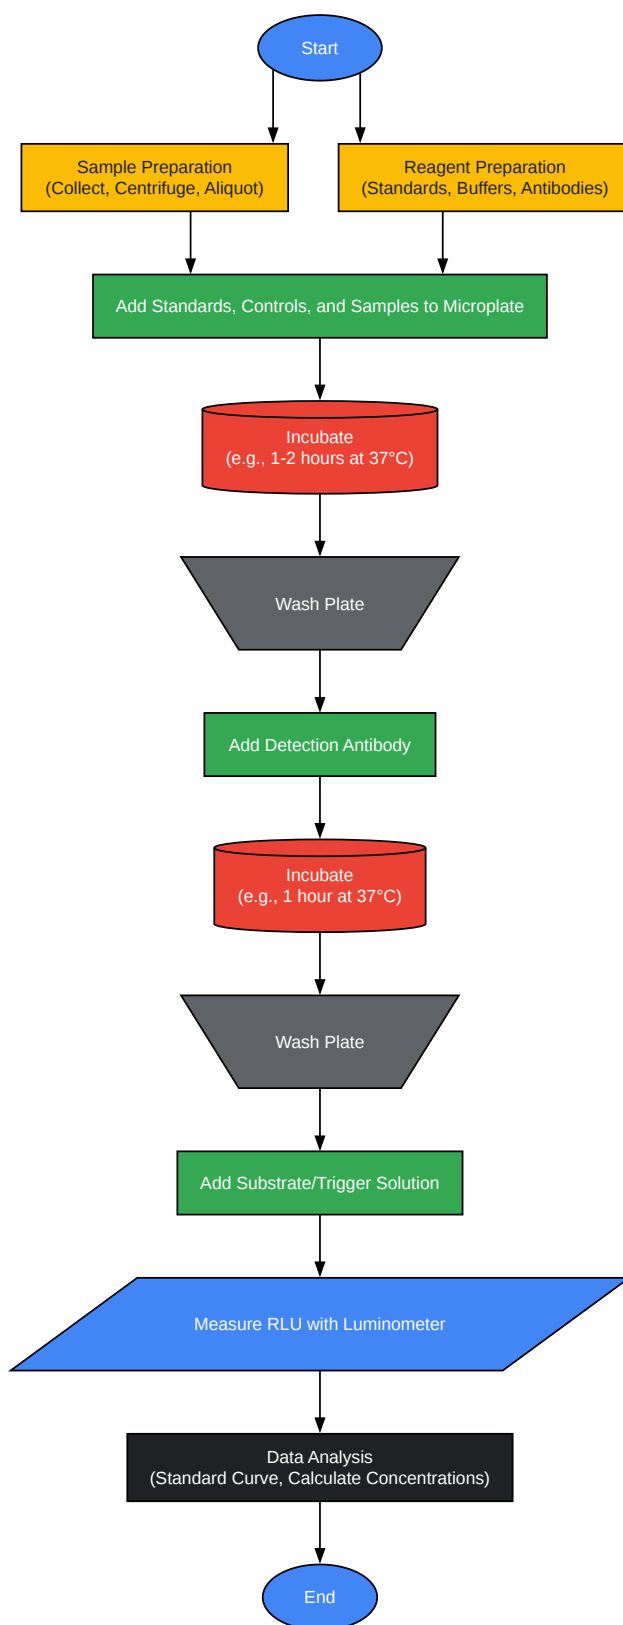 Start
Sample Preparation
(Collect, Centrifuge, Aliquot)
Reagent Preparation
(Standards, Buffers, Antibodies)
Add Standards, Controls, and Samples to Microplate
Incubate
(e.g., 1-2 hours at 37°C)
Wash Plate
Add Detection Antibody
Incubate
(e.g., 1 hour at 37°C)
Wash Plate
Add Substrate/Trigger Solution
Measure RLU with Luminometer
Data Analysis
(Standard Curve, Calculate Concentrations)
End